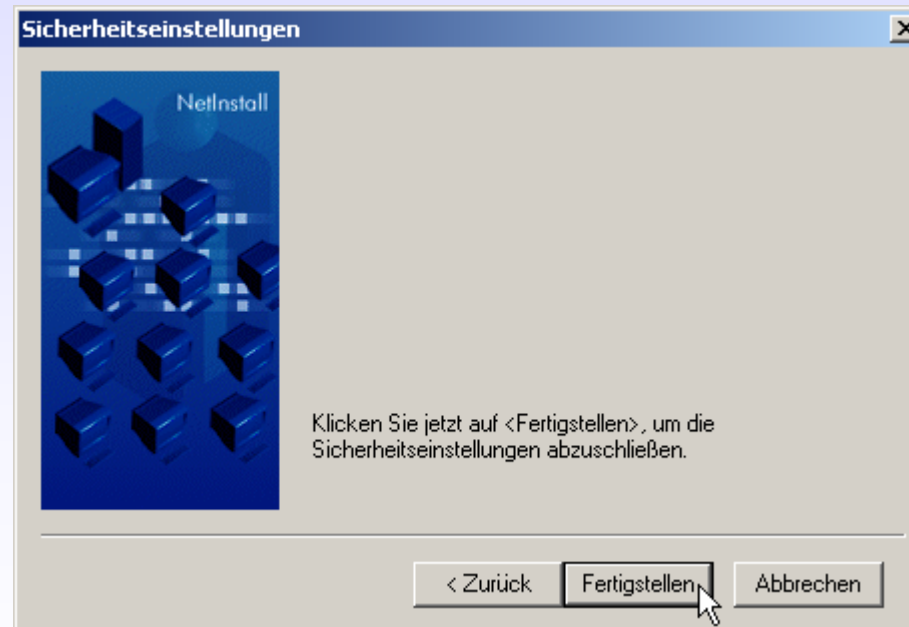 Sicherheitseinstellungen
NetInstall
Klicken Sie jetzt auf <Fertigstellen>, um die
Sicherheitseinstellungen abzuschließen.
< Zurück Fertigstellen Abbrechen